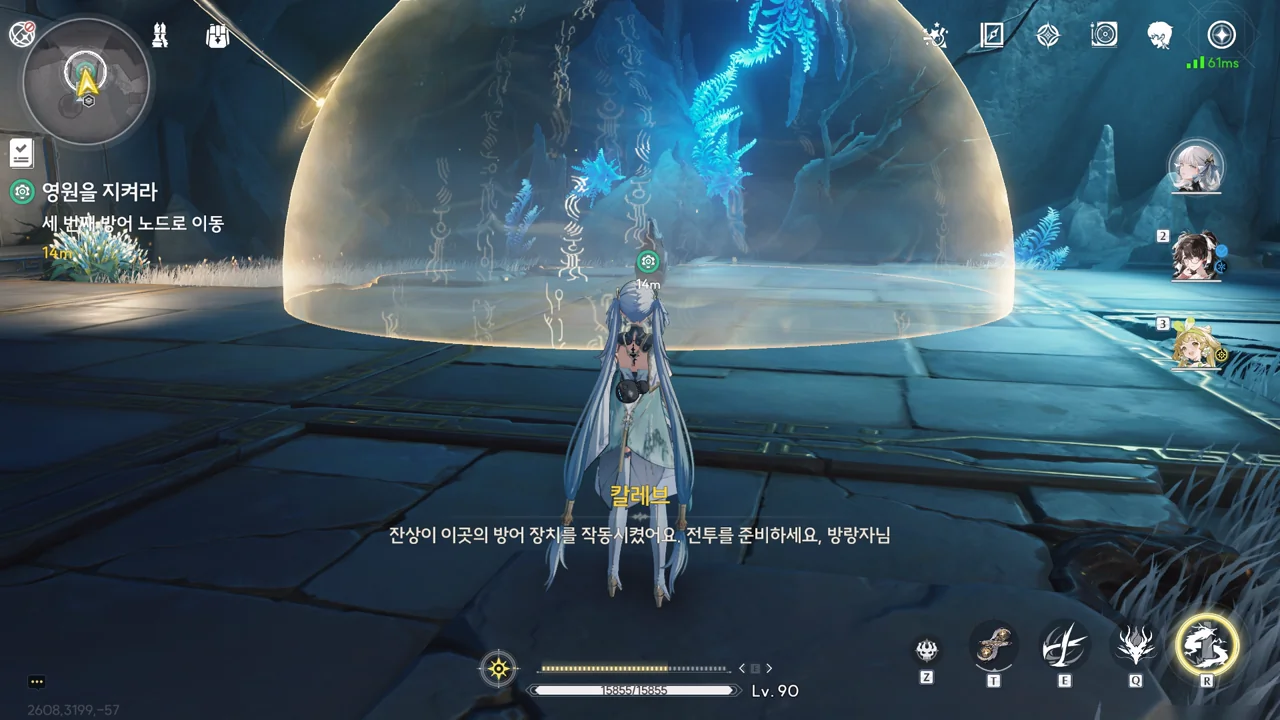 61ms
영원을 지켜라
세 번째 방어 노드로 이동
14m
14m
2
3
칼레브
잔상이 이곳의 방어 장치를 작동시켰어요. 전투를 준비하세요, 방랑자님
15855/15855
Lv. 90
Z
T
E
Q
R
2608,3199,-57